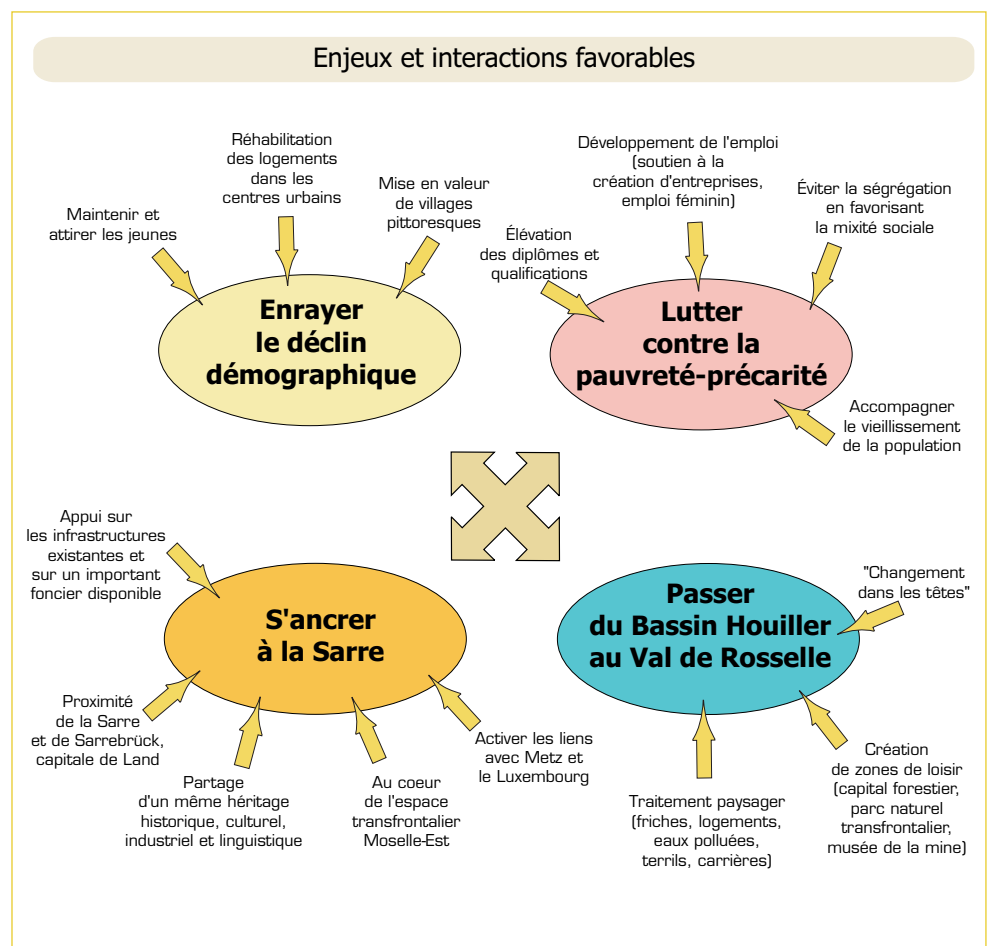 Enjeux et interactions favorables
Maintenir et
attirer les jeunes
Réhabilitation
des logements
dans les
centres urbains
Mise en valeur
de villages
pittoresques
Enrayer
le déclin
démographique
Élévation
des diplômes et
qualifications
Développement de l'emploi
(soutien à la
création d'entreprises,
emploi féminin)
Éviter la ségrégation
en favorisant
la mixité sociale
Lutter
contre la
pauvreté-précarité
Accompagner
le vieillissement
de la population
Appui sur
les infrastructures
existantes et
sur un important
foncier disponible
S'ancrer
à la Sarre
Proximité
de la Sarre
et de Sarrebrück,
capitale de Land
Partage
d'un même héritage
historique, culturel,
industriel et linguistique
Au coeur
de l'espace
transfrontalier
Moselle-Est
Activer les liens
avec Metz et
le Luxembourg
"Changement
dans les têtes"
Passer
du Bassin Houiller
au Val de Rosselle
Traitement paysager
(friches, logements,
eaux polluées,
terrils, carrières)
Création
de zones de loisir
(capital forestier,
parc naturel
transfrontalier,
musée de la mine)